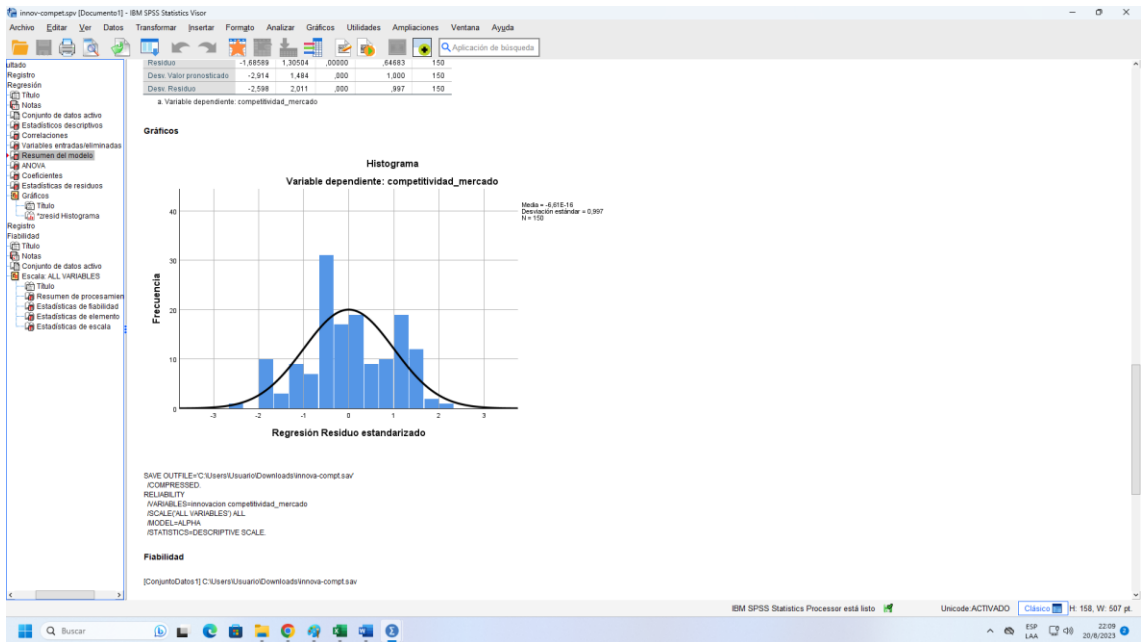 innov-compet.spv [Documento1] - IBM SPSS Statistics Visor
Archivo Editar Ver Datos Transformar Insertar Formato Analizar Gráficos Utilidades Ampliaciones Ventana Ayuda
Aplicación de búsqueda
ultado
Registro
Regresión
Título
Notas
Conjunto de datos activo
Estadísticos descriptivos
Correlaciones
Variables entradas/eliminadas
Resumen del modelo
ANOVA
Coeficientes
Estadísticas de residuos
Gráficos
Título
*zresid Histograma
Registro
Fiabilidad
Título
Notas
Conjunto de datos activo
Escala: ALL VARIABLES
Título
Resumen de procesamien
Estadísticas de fiabilidad
Estadísticas de elemento
Estadísticas de escala
Residuo -1,68589 1,30504 ,00000 ,64683 150
Desv. Valor pronosticado -2,914 1,484 ,000 1,000 150
Desv. Residuo -2,598 2,011 ,000 ,997 150
a. Variable dependiente: competitividad_mercado
Gráficos
Histograma
Variable dependiente: competitividad_mercado
Media = -6,61E-16
Desviación estándar = 0,997
N = 150
Frecuencia
40
30
20
10
0
-3 -2 -1 0 1 2 3
Regresión Residuo estandarizado
SAVE OUTFILE='C:\Users\Usuario\Downloads\innova-compt.sav'
/COMPRESSED.
RELIABILITY
/VARIABLES=innovacion competitividad_mercado
/SCALE('ALL VARIABLES') ALL
/MODEL=ALPHA
/STATISTICS=DESCRIPTIVE SCALE.
Fiabilidad
[ConjuntoDatos1] C:\Users\Usuario\Downloads\innova-compt.sav
IBM SPSS Statistics Processor está listo Unicode:ACTIVADO Clásico H: 158, W: 507 pt.
Buscar
ESP
LAA
22:09
20/8/2023